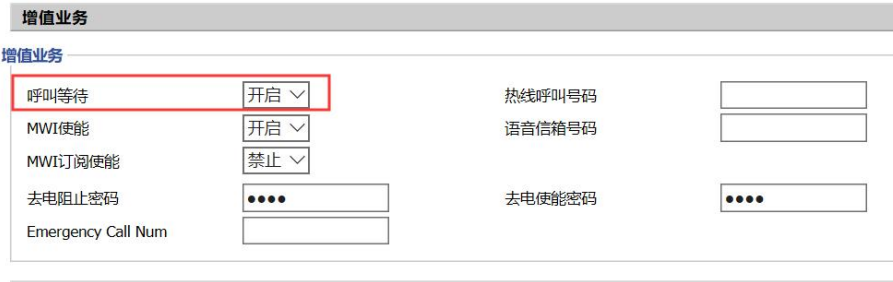 增值业务
增值业务
呼叫等待 开启 热线呼叫号码
MWI使能 开启 语音信箱号码
MWI订阅使能 禁止
去电阻止密码 •••• 去电使能密码 ••••
Emergency Call Num